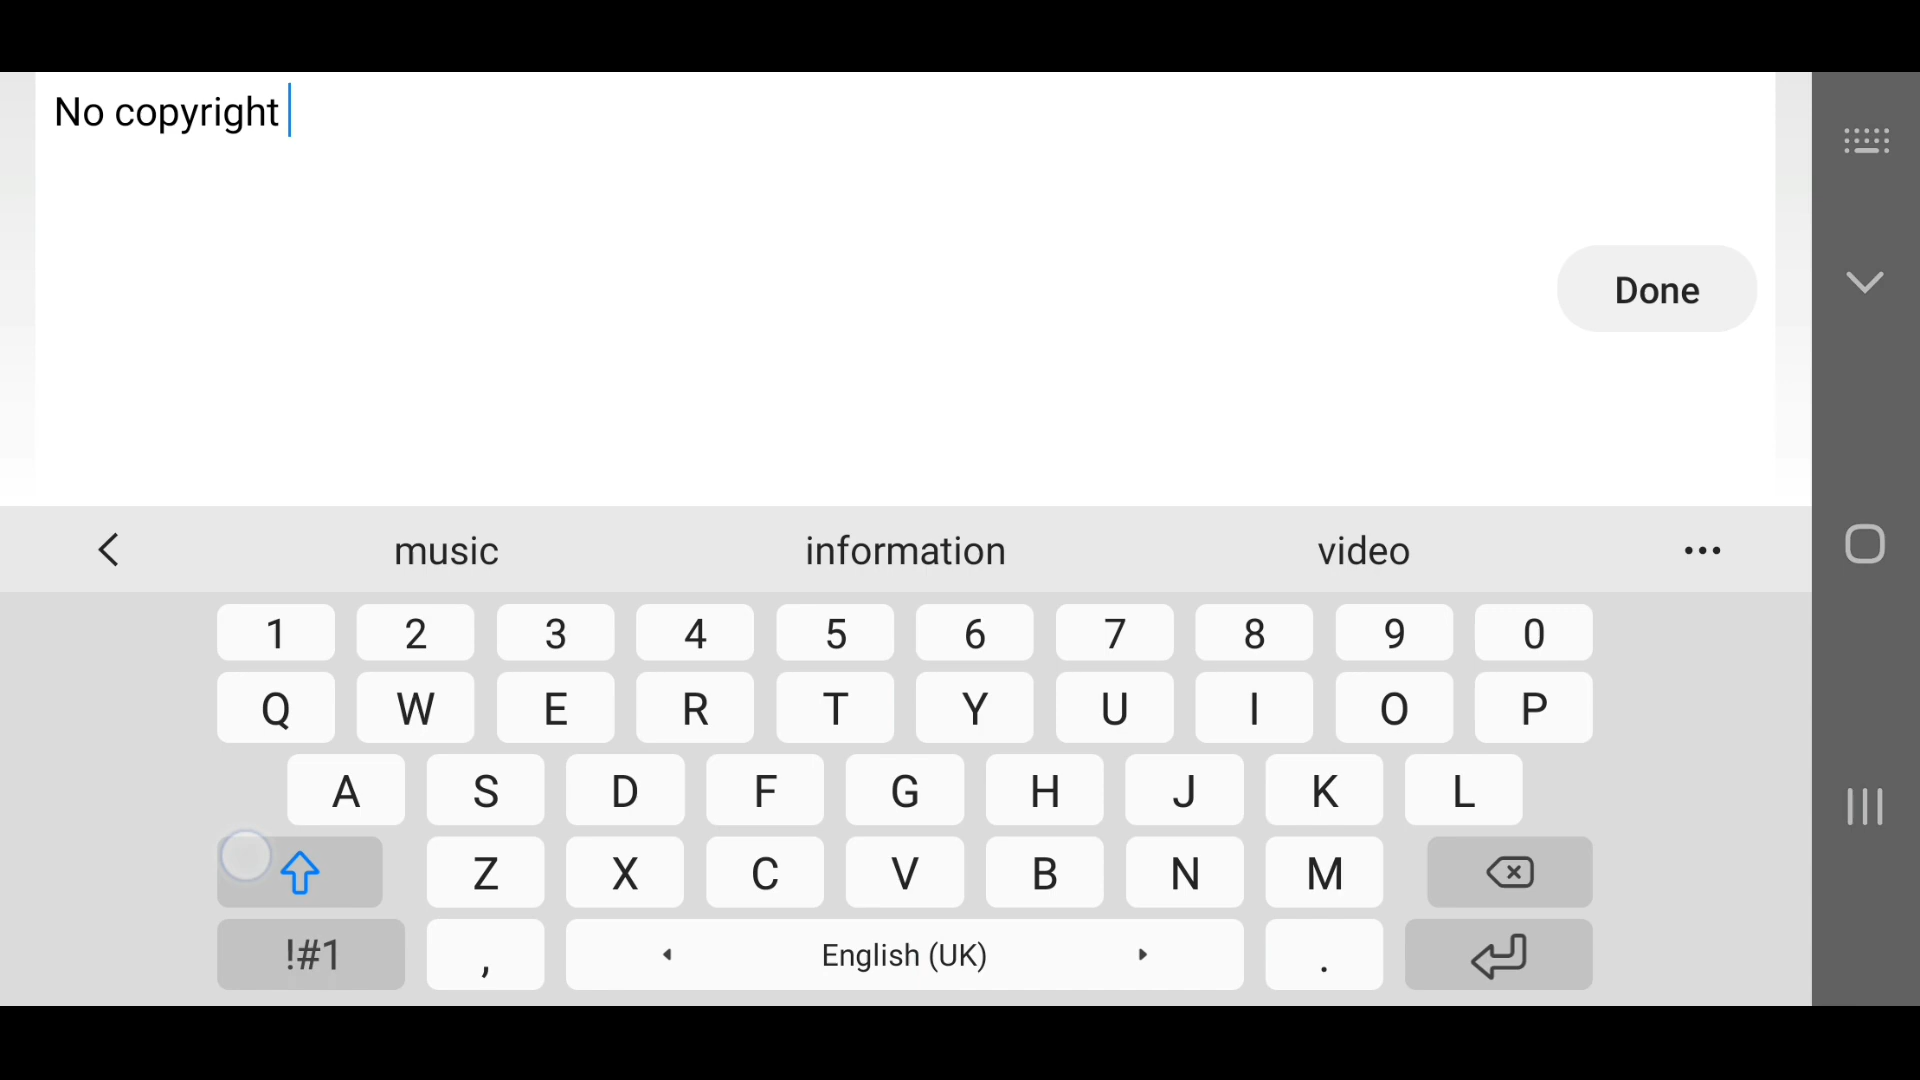 No copyright
Done
music information video •••
1 2 3 4 5 6 7 8 9 0
Q W E R T Y U I O P
A S D F G H J K L
Z X C V B N M
!#1 , English (UK) .